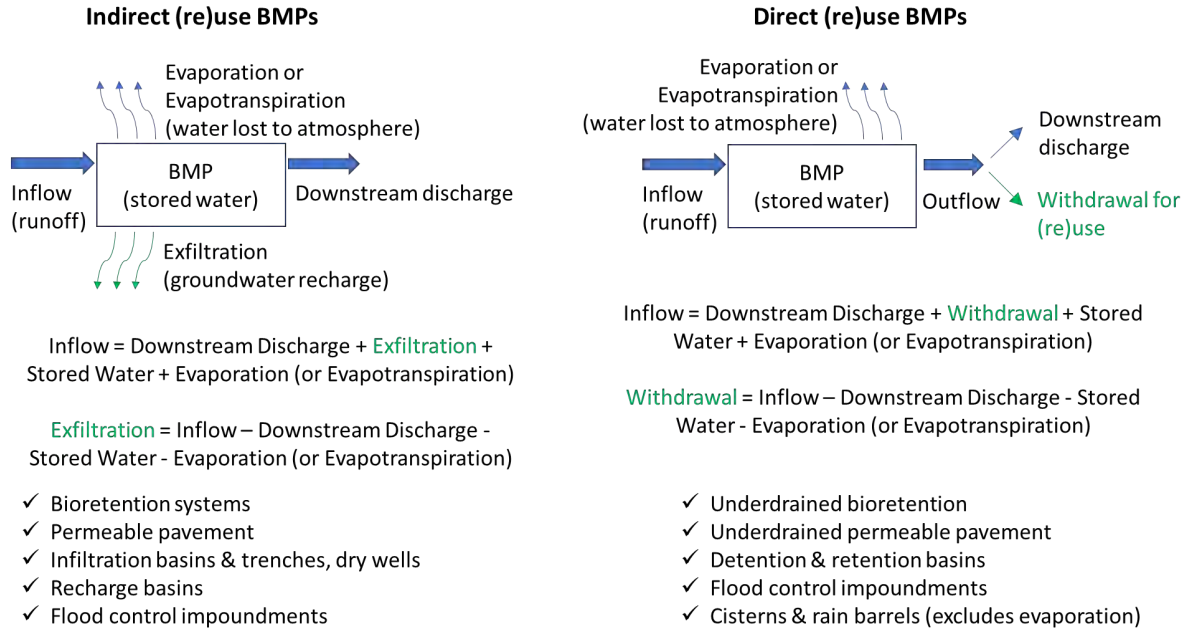 Indirect (re)use BMPs
Evaporation or
Evapotranspiration
(water lost to atmosphere)
BMP
(stored water)
Inflow
(runoff)
Downstream discharge
Exfiltration
(groundwater recharge)
Inflow = Downstream Discharge + Exfiltration +
Stored Water + Evaporation (or Evapotranspiration)
Exfiltration = Inflow – Downstream Discharge -
Stored Water - Evaporation (or Evapotranspiration)
✓ Bioretention systems
✓ Permeable pavement
✓ Infiltration basins & trenches, dry wells
✓ Recharge basins
✓ Flood control impoundments
Direct (re)use BMPs
Evaporation or
Evapotranspiration
(water lost to atmosphere)
BMP
(stored water)
Inflow
(runoff)
Outflow
Downstream
discharge
Withdrawal for
(re)use
Inflow = Downstream Discharge + Withdrawal + Stored
Water + Evaporation (or Evapotranspiration)
Withdrawal = Inflow – Downstream Discharge - Stored
Water - Evaporation (or Evapotranspiration)
✓ Underdrained bioretention
✓ Underdrained permeable pavement
✓ Detention & retention basins
✓ Flood control impoundments
✓ Cisterns & rain barrels (excludes evaporation)